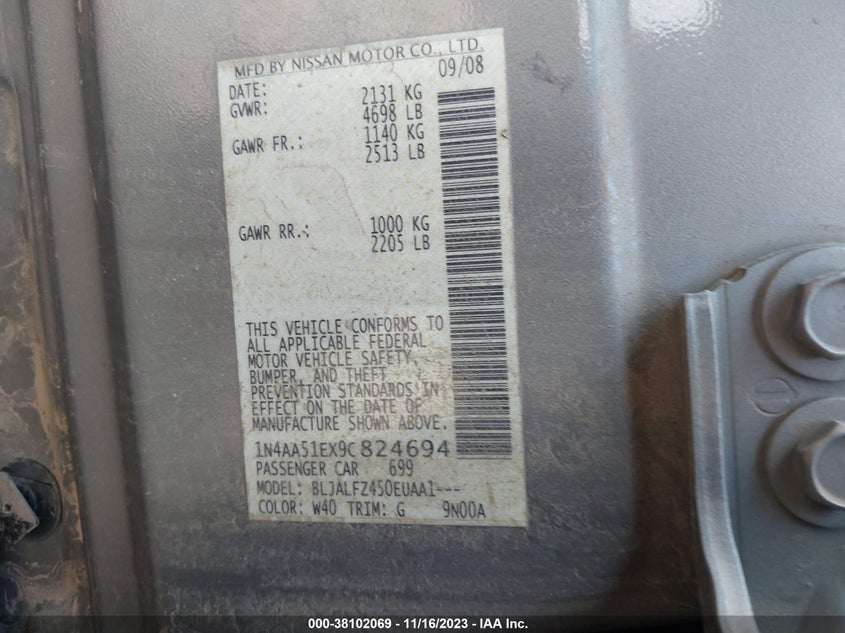 MFD BY NISSAN MOTOR CO., LTD.
DATE: 09/08
GVWR: 2131 KG
4698 LB
GAWR FR.: 1140 KG
2513 LB
GAWR RR.: 1000 KG
2205 LB
THIS VEHICLE CONFORMS TO
ALL APPLICABLE FEDERAL
MOTOR VEHICLE SAFETY,
BUMPER, AND THEFT
PREVENTION STANDARDS IN
EFFECT ON THE DATE OF
MANUFACTURE SHOWN ABOVE.
1N4AA51EX9C824694
PASSENGER CAR 699
MODEL: BLJALFZ450EUAA1---
COLOR: W40 TRIM: G 9N00A
000-38102069 - 11/16/2023 - IAA Inc.